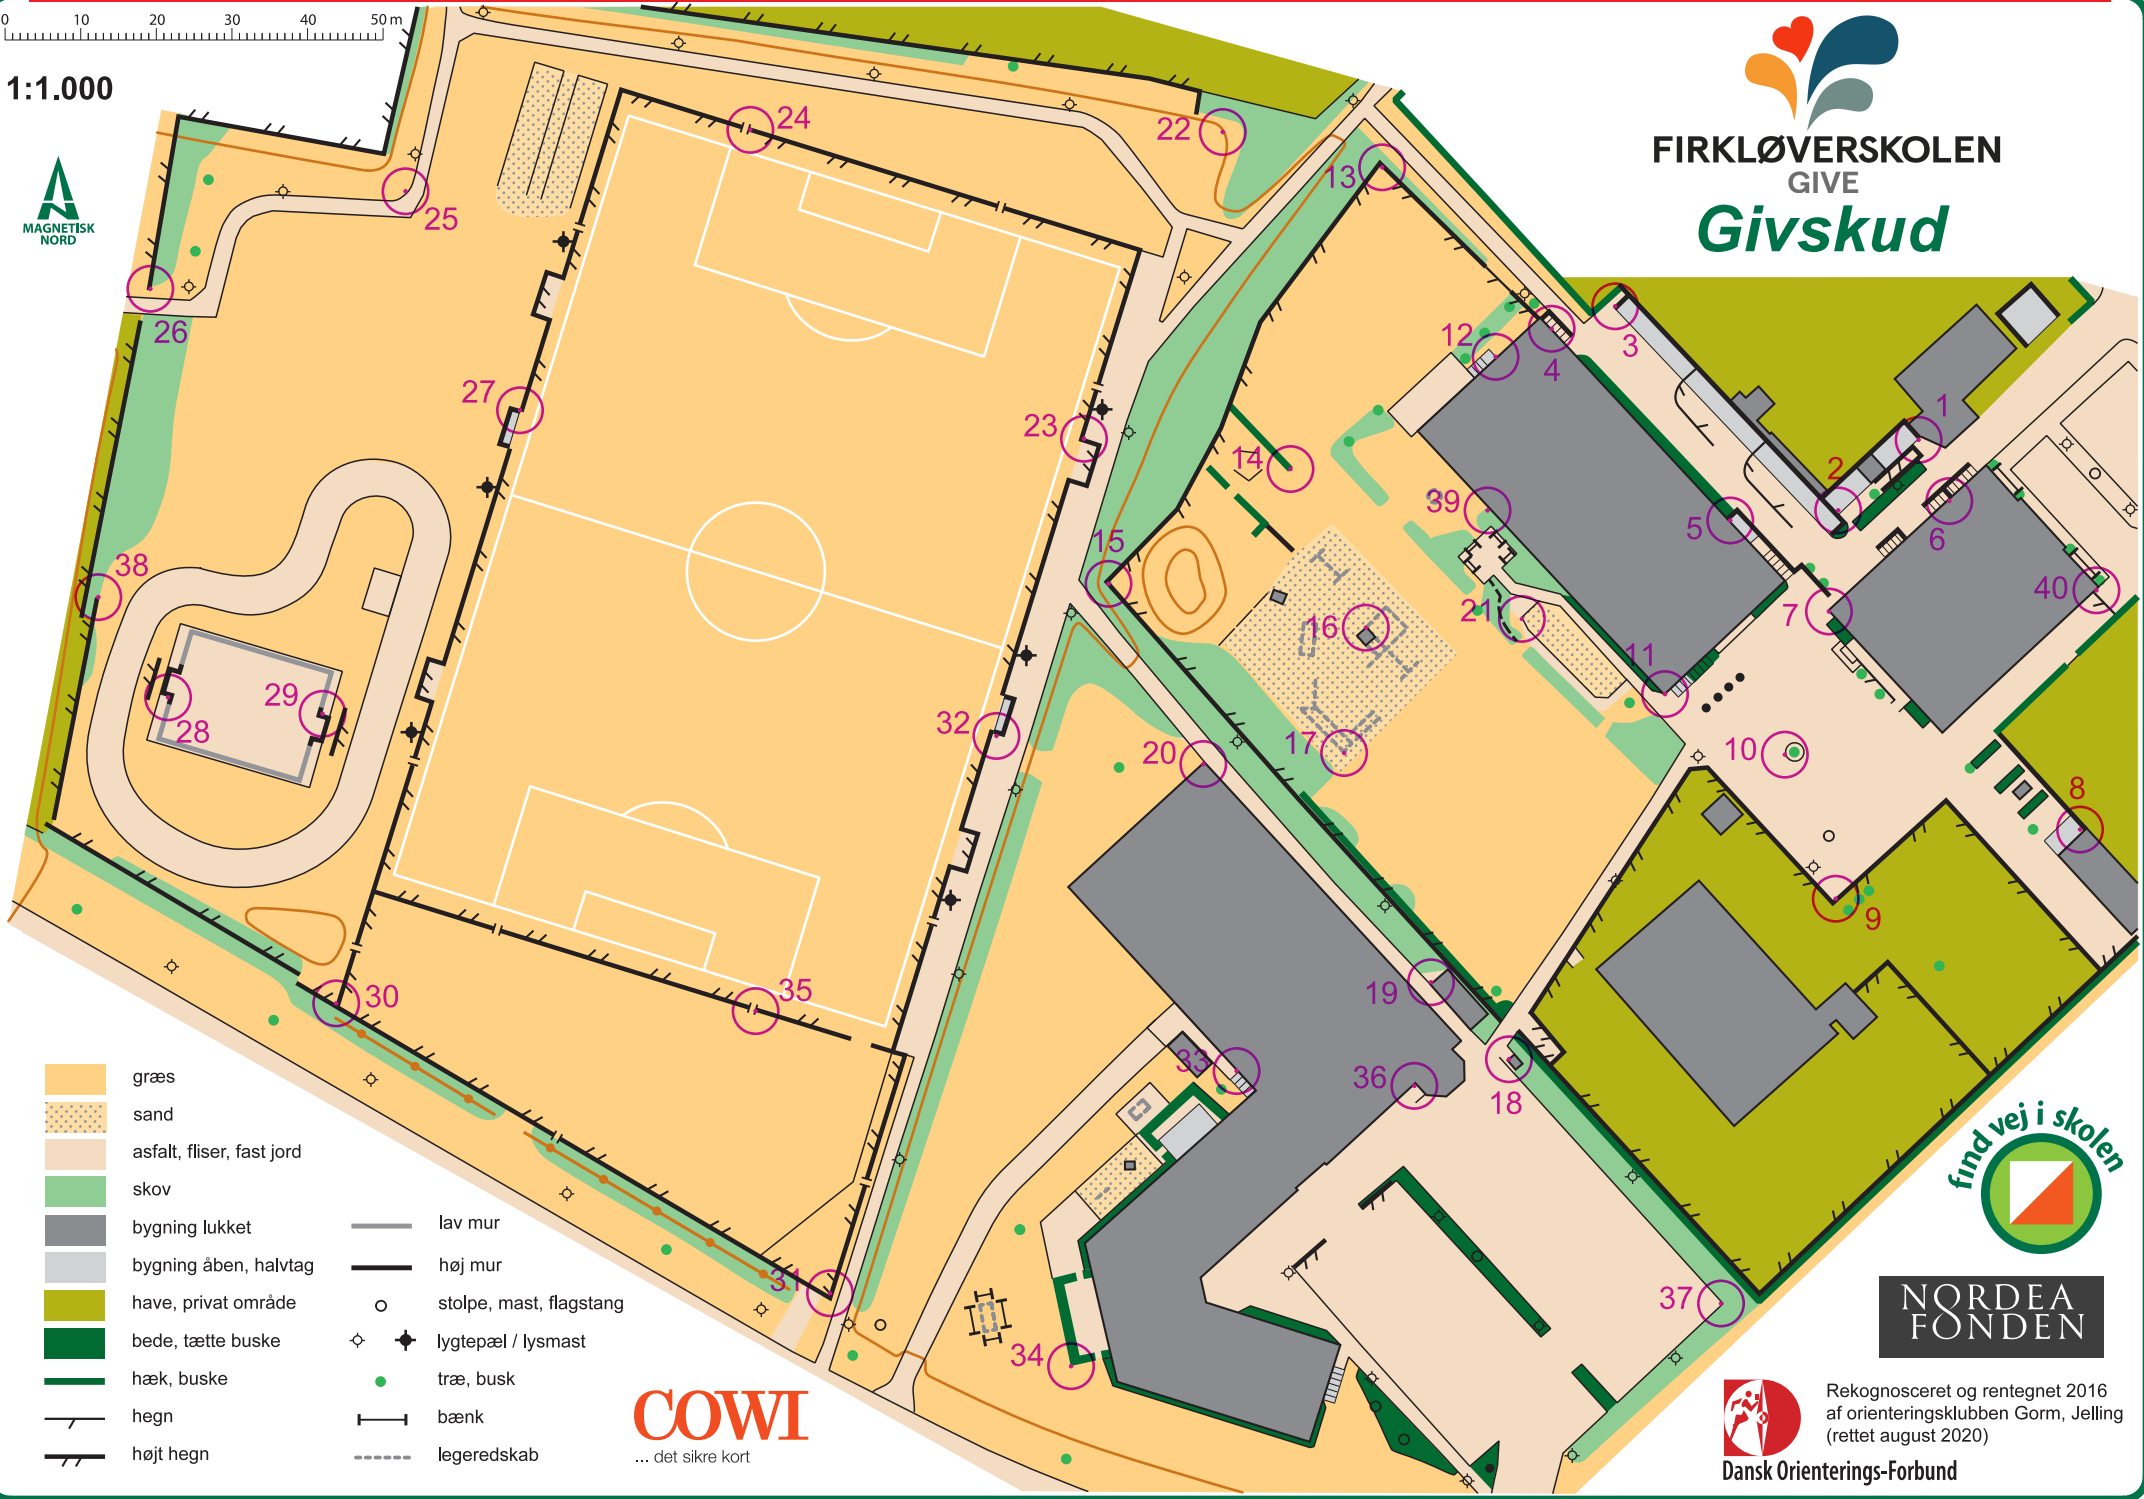 0 10 20 30 40 50 m
1:1.000
MAGNETISK
NORD
FIRKLØVERSKOLEN
GIVE
Givskud
24
22
13
25
26
12
4
3
27
23
14
39
1
2
5
6
15
38
16
21
7
40
11
28
29
32
20
17
10
8
30
35
19
9
33
36
18
31
34
37
græs
sand
asfalt, fliser, fast jord
skov
bygning lukket
bygning åben, halvtag
have, privat område
bede, tætte buske
hæk, buske
hegn
højt hegn
lav mur
høj mur
stolpe, mast, flagstang
lygtepæl / lysmast
træ, busk
bænk
legeredskab
COWI
... det sikre kort
find vej i skolen
NORDEA
FONDEN
Rekognosceret og rentegnet 2016
af orienteringsklubben Gorm, Jelling
(rettet august 2020)
Dansk Orienterings-Forbund